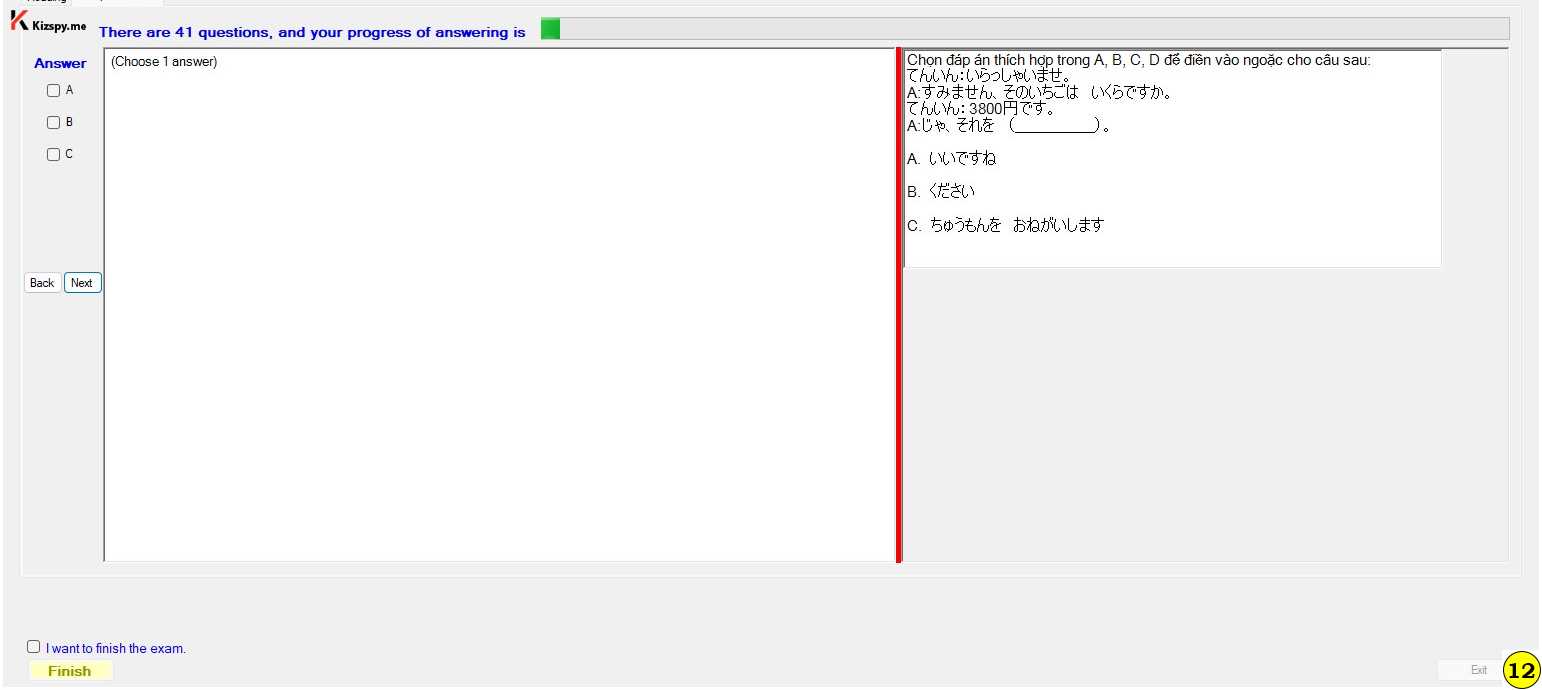 Kizspy.me
There are 41 questions, and your progress of answering is
Answer
A
B
C
Back
Next
(Choose 1 answer)
Chọn đáp án thích hợp trong A, B, C, D để điền vào ngoặc cho câu sau:
てんいん：いらっしゃいませ。
A:すみません、そのいちごは　いくらですか。
てんいん：3800円です。
A:じゃ、それを　（__________）。
A. いいですね
B. ください
C. ちゅうもんを　おねがいします
I want to finish the exam.
Finish
Exit
12